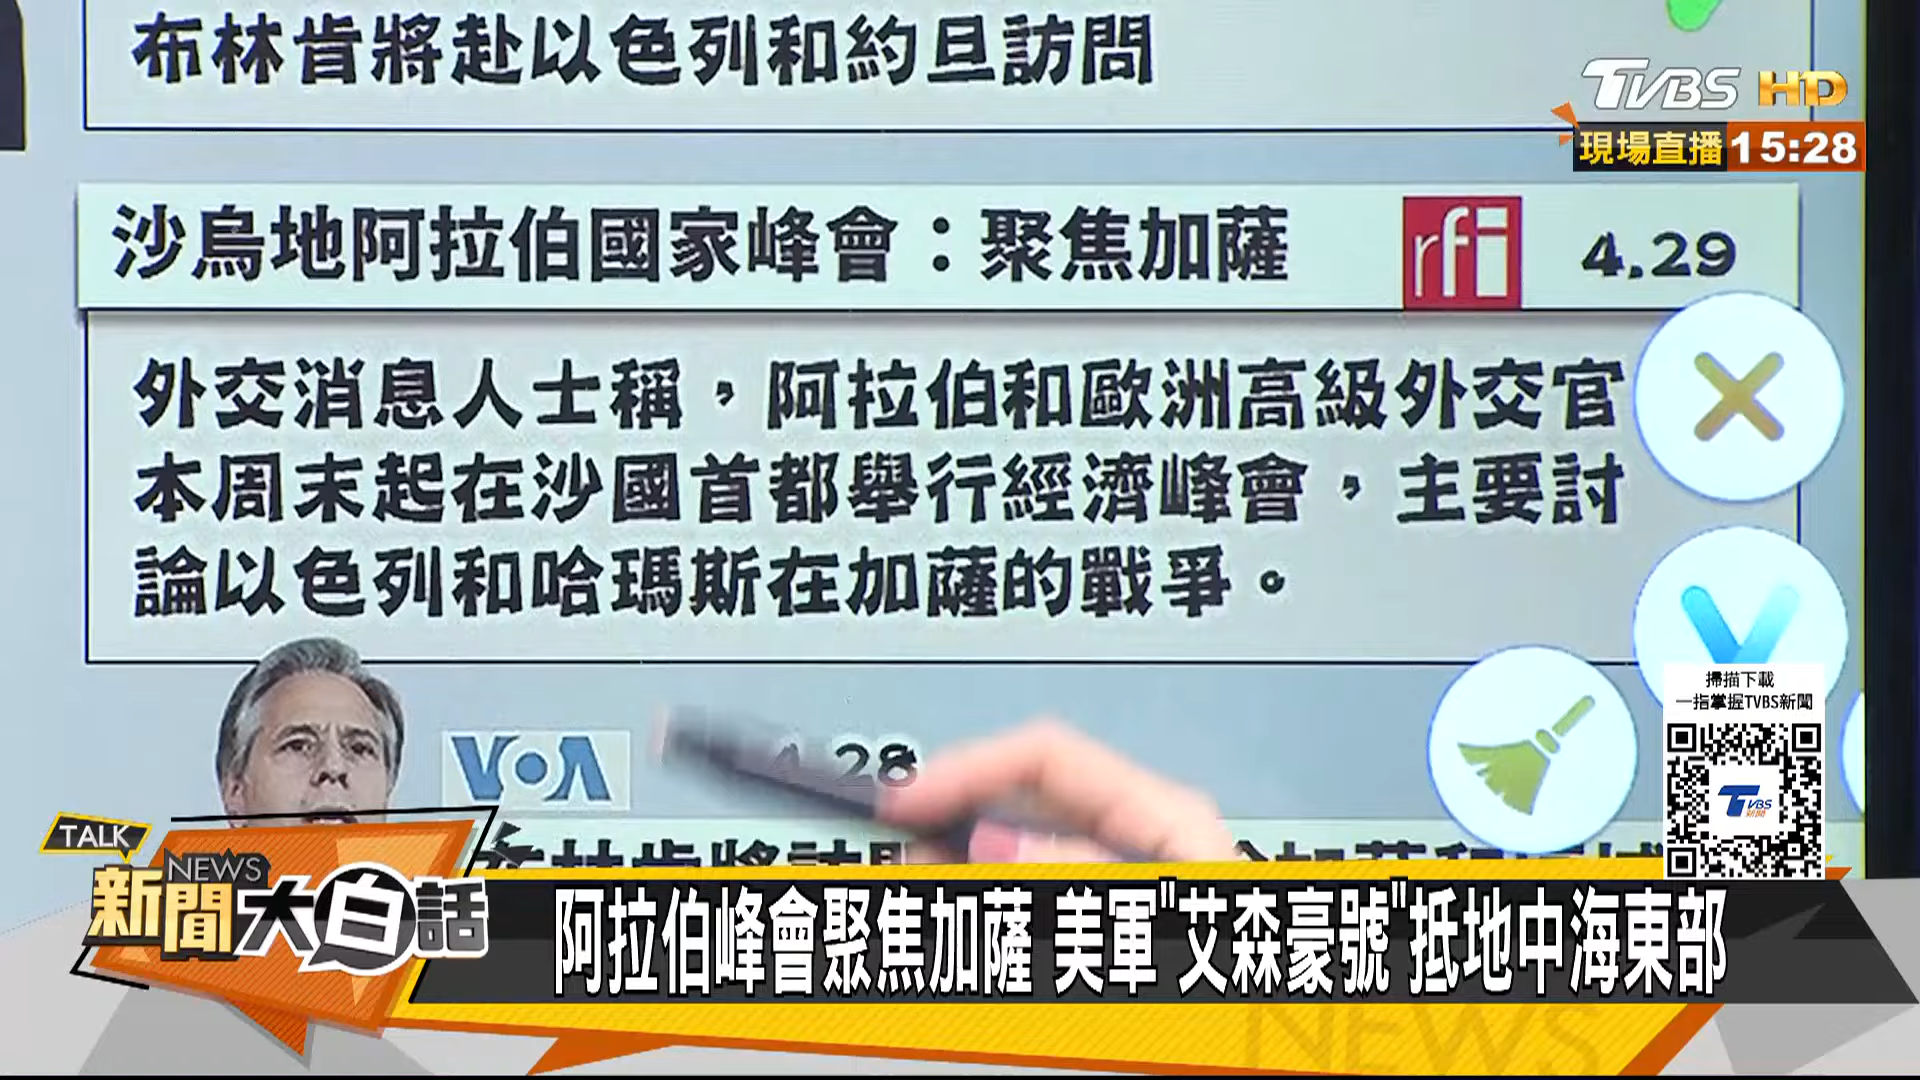 布林肯將赴以色列和約旦訪問
TVBS HD
現場直播 15:28
沙烏地阿拉伯國家峰會：聚焦加薩 rfi 4.29
外交消息人士稱，阿拉伯和歐洲高級外交官
本周末起在沙國首都舉行經濟峰會，主要討
論以色列和哈瑪斯在加薩的戰爭。
掃描下載
一指掌握TVBS新聞
VOA 4.28
TVBS
新聞
TALK
NEWS
新聞大白話
阿拉伯峰會聚焦加薩 美軍"艾森豪號"抵地中海東部
NEWS